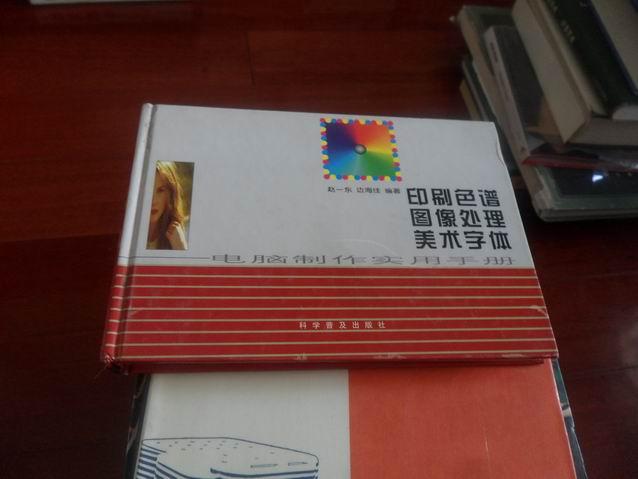 赵一东 边海佳 编著
印刷色谱
图像处理
美术字体
——电脑制作实用手册
科学普及出版社